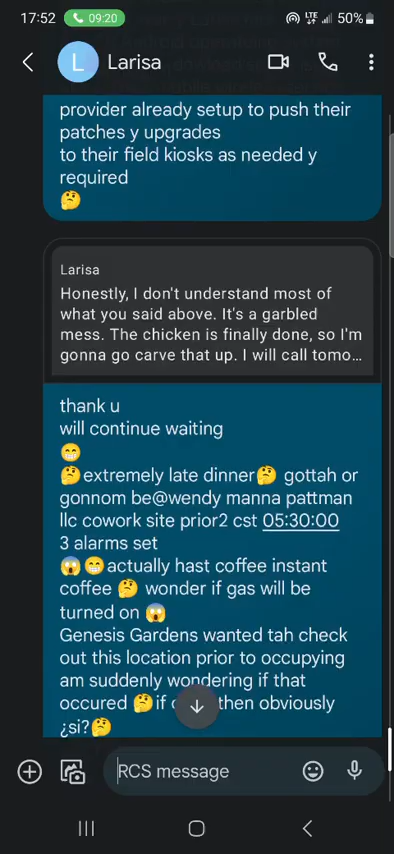 17:52 09:20 LTE 50%
L Larisa
provider already setup to push their
patches y upgrades
to their field kiosks as needed y
required
🤔
Larisa
Honestly, I don't understand most of
what you said above. It's a garbled
mess. The chicken is finally done, so I'm
gonna go carve that up. I will call tomo...
thank u
will continue waiting
😁
🤔extremely late dinner🤔 gottah or
gonnom be@wendy manna pattman
llc cowork site prior2 cst 05:30:00
3 alarms set
😱😁actually hast coffee instant
coffee 🤔 wonder if gas will be
turned on 😱
Genesis Gardens wanted tah check
out this location prior to occupying
am suddenly wondering if that
occured 🤔if then obviously
¿si?🤔
RCS message